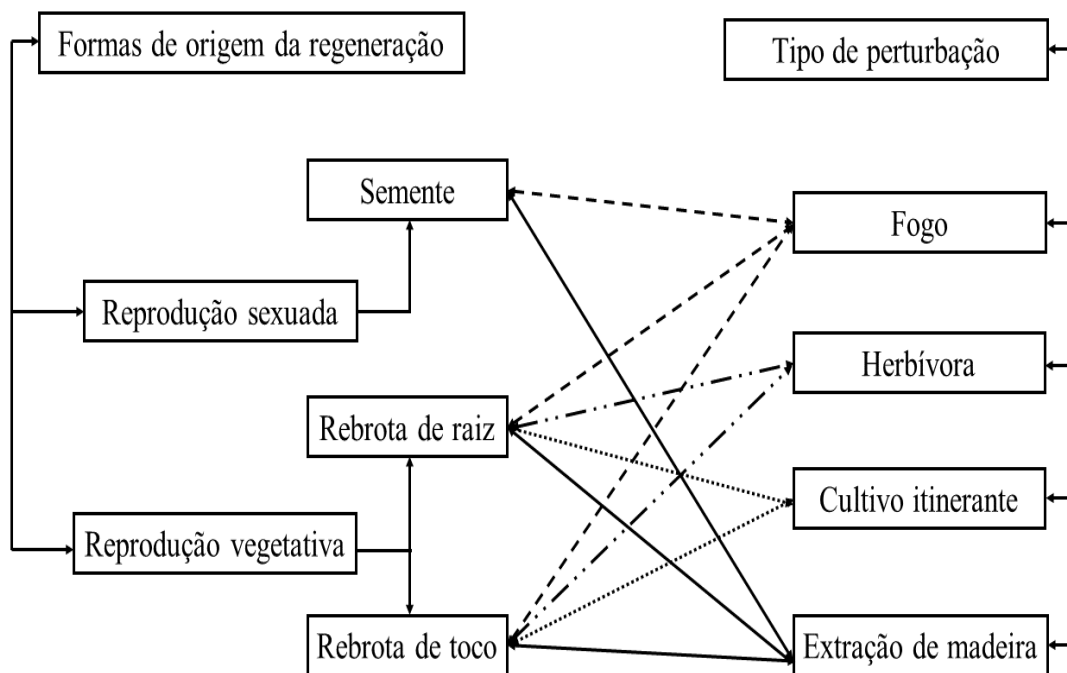 Formas de origem da regeneração
Tipo de perturbação
Semente
Fogo
Reprodução sexuada
Herbívora
Rebrota de raiz
Cultivo itinerante
Reprodução vegetativa
Rebrota de toco
Extração de madeira